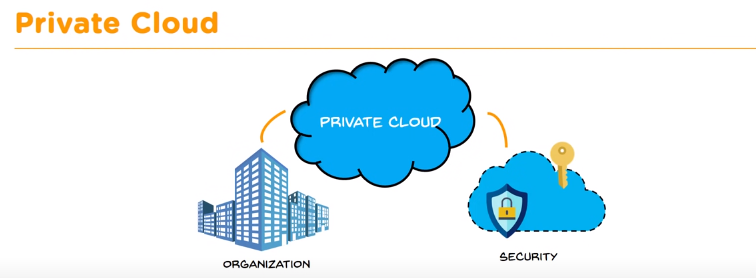 Private Cloud
PRIVATE CLOUD
ORGANIZATION
SECURITY